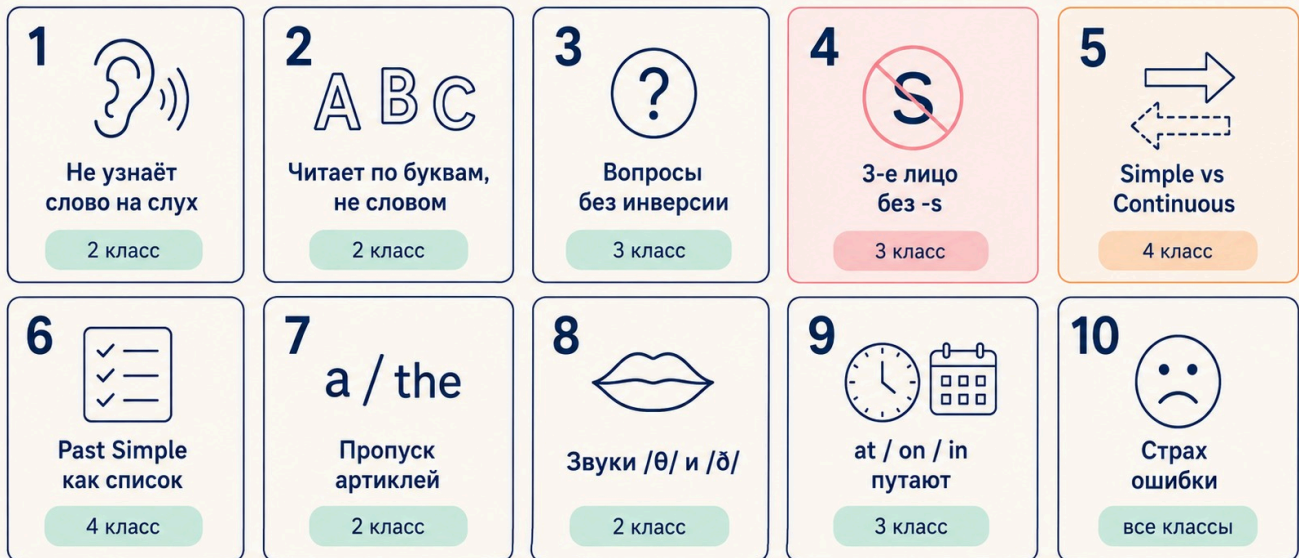 1
Не узнаёт
слово на слух
2 класс
2
A B C
Читает по буквам,
не словом
2 класс
3
?
Вопросы
без инверсии
3 класс
4
S
3-е лицо
без -s
3 класс
5
Simple vs
Continuous
4 класс
6
Past Simple
как список
4 класс
7
a / the
Пропуск
артиклей
2 класс
8
Звуки /θ/ и /ð/
2 класс
9
at / on / in
путают
3 класс
10
Страх
ошибки
все классы